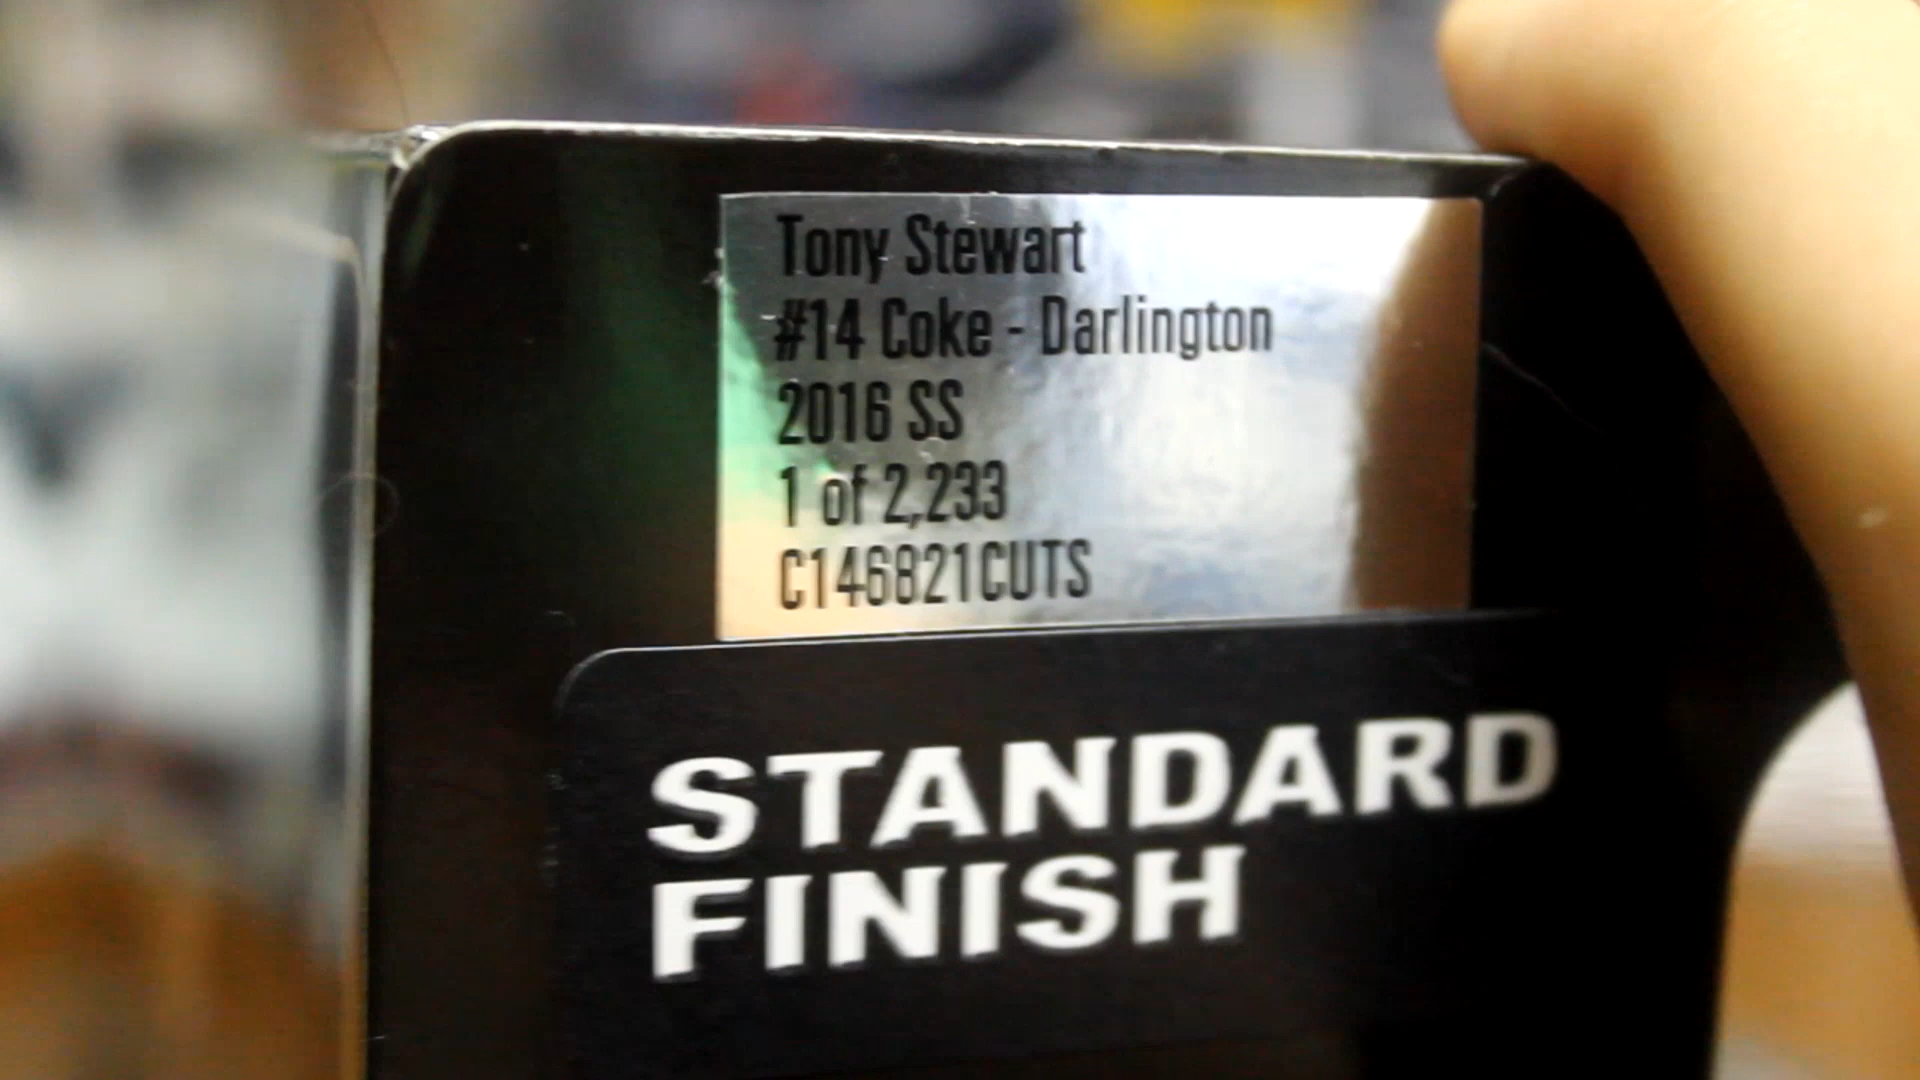 Tony Stewart
#14 Coke - Darlington
2016 SS
1 of 2,233
C146821CUTS
STANDARD
FINISH